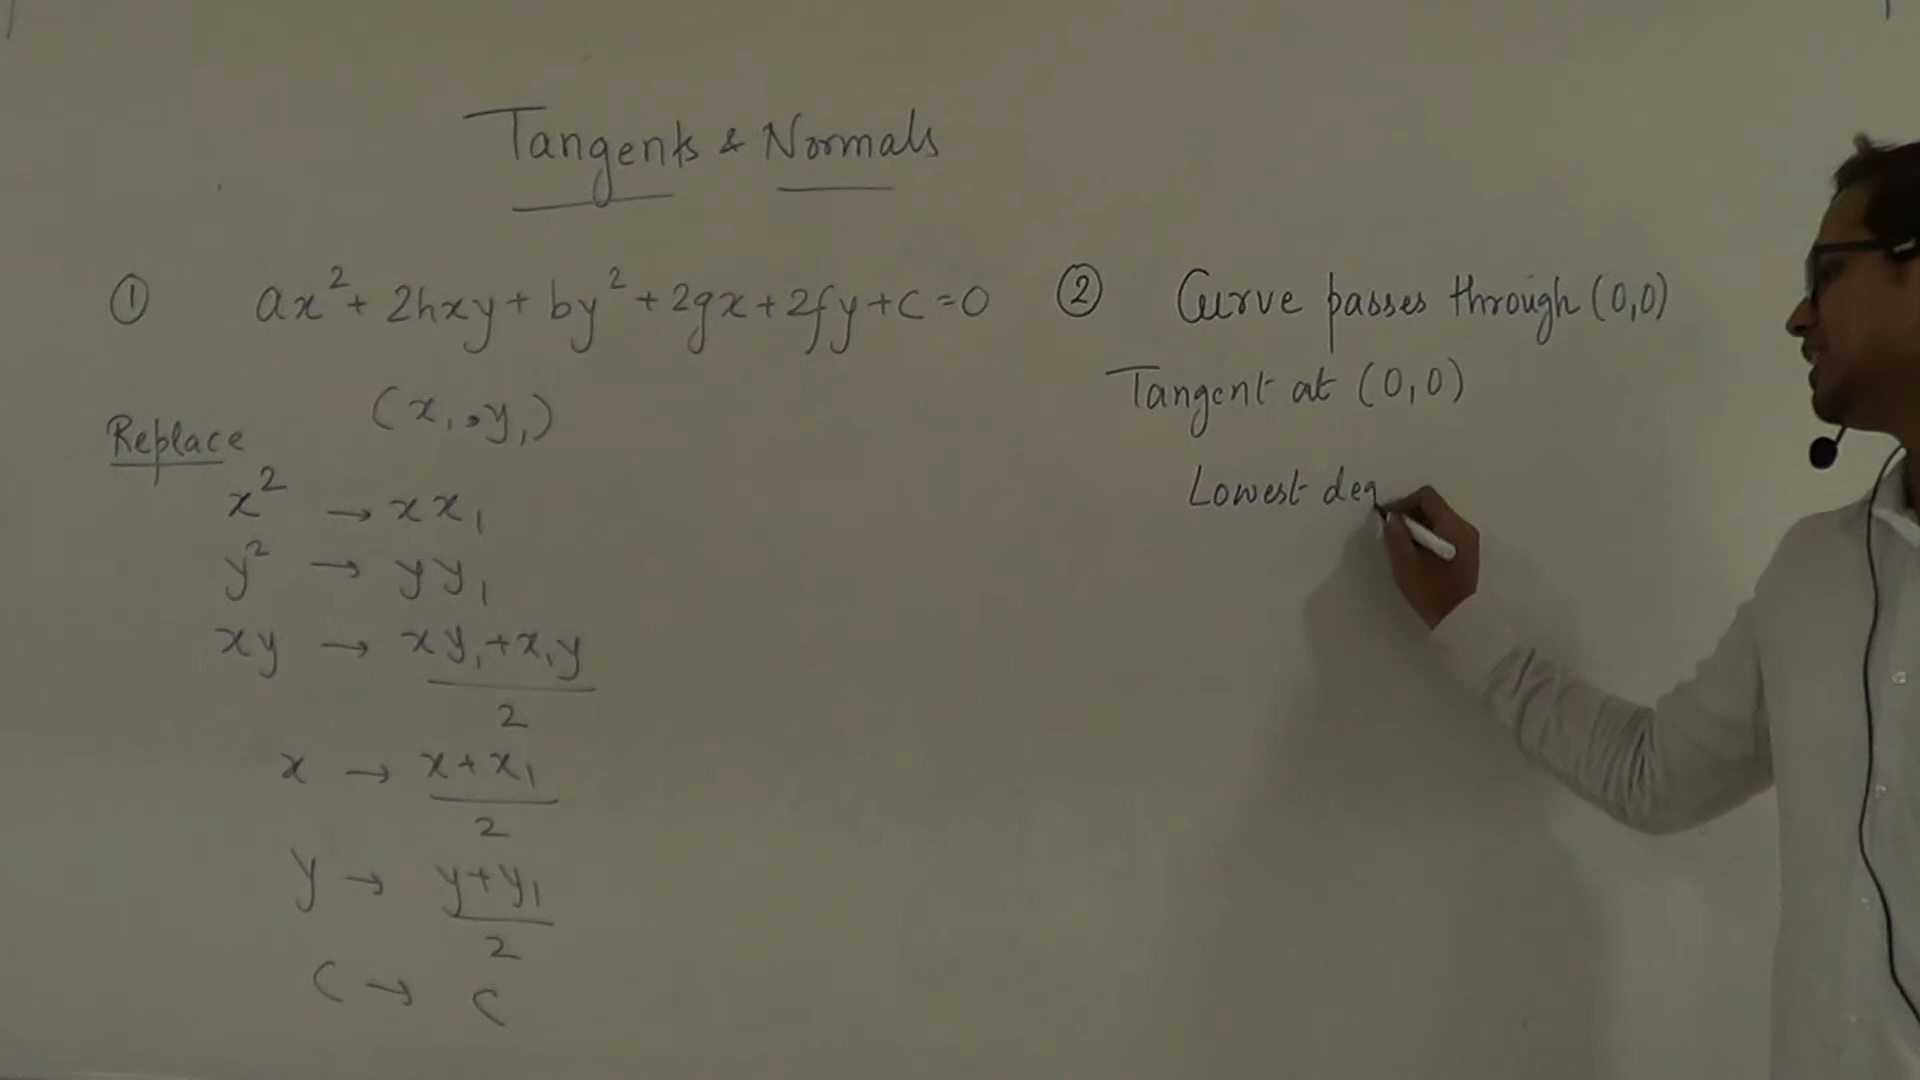 Tangents & Normals
① ax² + 2hxy + by² + 2gx + 2fy + c = 0
(x₁, y₁)
Replace
x² → xx₁
y² → yy₁
xy → xy₁ + x₁y
2
x → x + x₁
2
y → y + y₁
2
c → c
② Curve passes through (0,0)
Tangent at (0,0)
Lowest deg